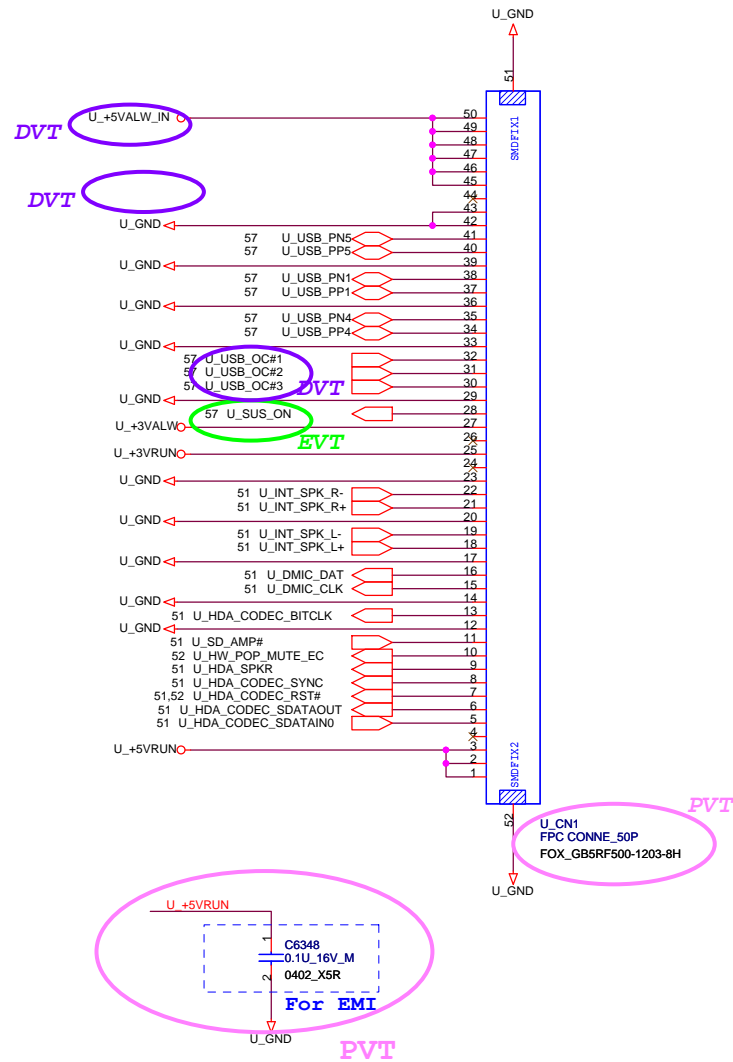 U_GND
51
SMDFIX1
U_+5VALW_IN
DVT
50
49
48
47
46
45
DVT
44
43
U_GND 42
57 U_USB_PN5 41
57 U_USB_PP5 40
U_GND 39
57 U_USB_PN1 38
57 U_USB_PP1 37
U_GND 36
57 U_USB_PN4 35
57 U_USB_PP4 34
U_GND 33
57 U_USB_OC#1 32
57 U_USB_OC#2 31
57 U_USB_OC#3 30
DVT
U_GND 29
57 U_SUS_ON 28
U_+3VALW 27
EVT
26
U_+3VRUN 25
24
U_GND 23
51 U_INT_SPK_R- 22
51 U_INT_SPK_R+ 21
U_GND 20
51 U_INT_SPK_L- 19
51 U_INT_SPK_L+ 18
U_GND 17
51 U_DMIC_DAT 16
51 U_DMIC_CLK 15
U_GND 14
51 U_HDA_CODEC_BITCLK 13
U_GND 12
51 U_SD_AMP# 11
52 U_HW_POP_MUTE_EC 10
51 U_HDA_SPKR 9
51 U_HDA_CODEC_SYNC 8
51,52 U_HDA_CODEC_RST# 7
51 U_HDA_CODEC_SDATAOUT 6
51 U_HDA_CODEC_SDATAIN0 5
4
U_+5VRUN 3
2
1
SMDFIX2
52
PVT
U_CN1
FPC CONNE_50P
FOX_GB5RF500-1203-8H
U_GND
U_+5VRUN
1
C6348
0.1U_16V_M
2
0402_X5R
For EMI
U_GND
PVT